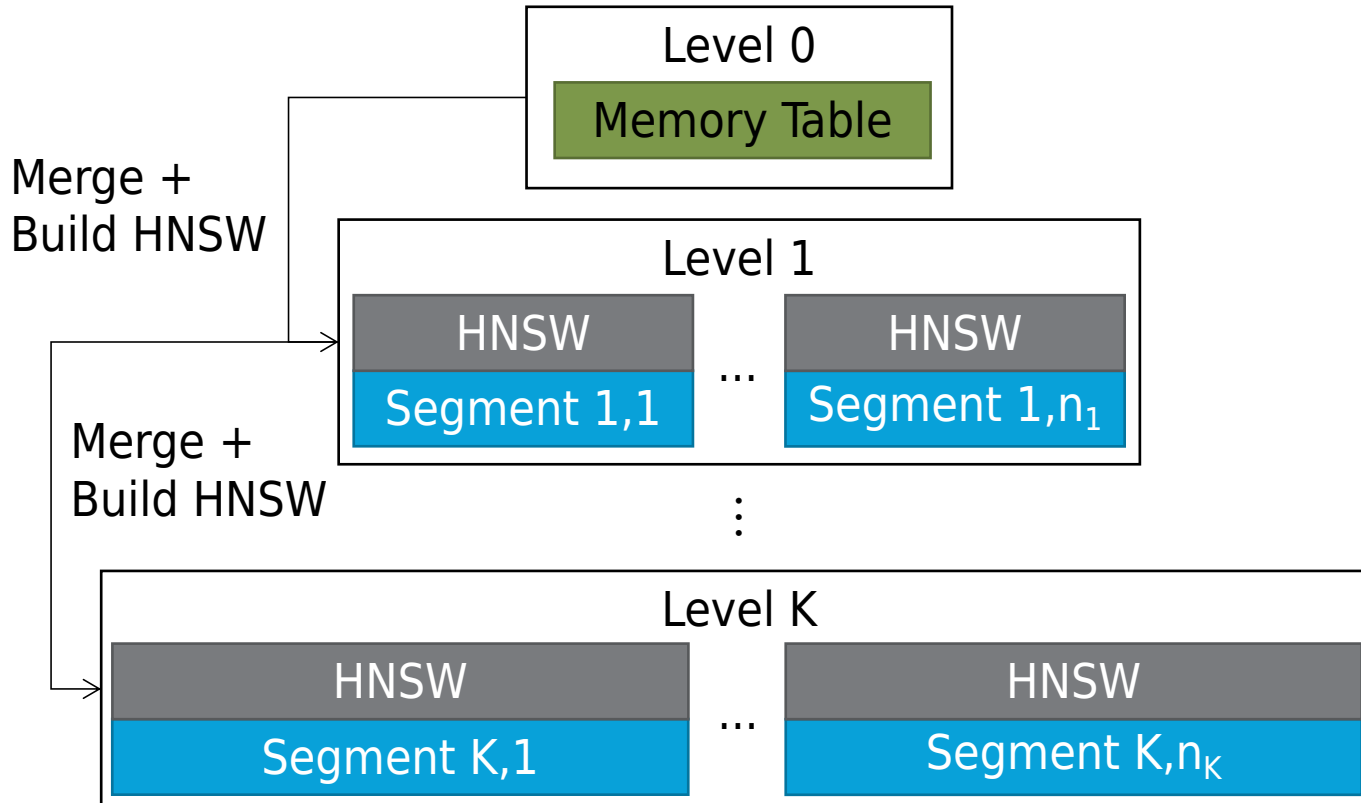 Level 0
Memory Table
Merge +
Build HNSW
Level 1
HNSW
HNSW
...
Segment 1,1
Segment 1,n₁
Merge +
Build HNSW
⋮
Level K
HNSW
HNSW
...
Segment K,1
Segment K,n_K